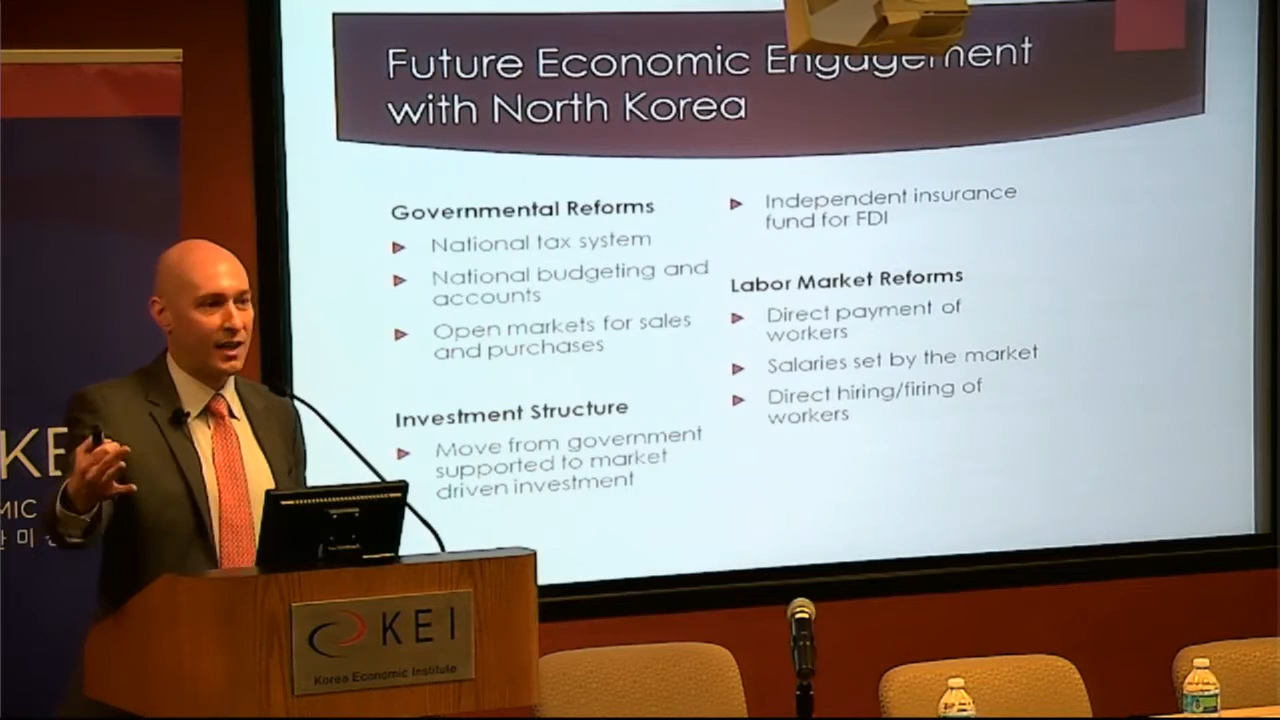 Future Economic Engagement
with North Korea
Governmental Reforms
National tax system
National budgeting and
accounts
Open markets for sales
and purchases
Investment Structure
Move from government
supported to market
driven investment
Independent insurance
fund for FDI
Labor Market Reforms
Direct payment of
workers
Salaries set by the market
Direct hiring/firing of
workers
KE
MIC
미
KEI
Korea Economic Institute